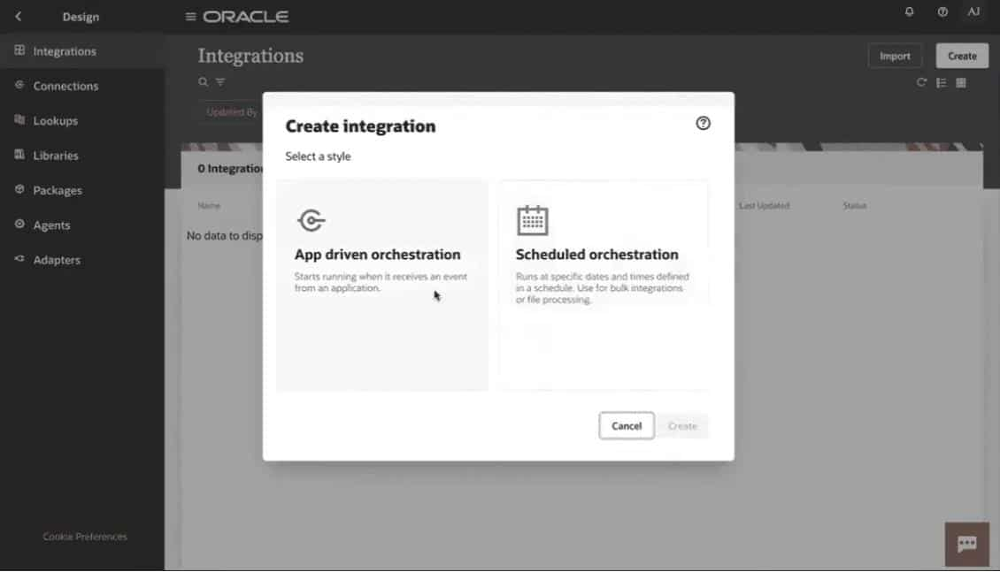 Design
ORACLE
AJ
Integrations
Connections
Lookups
Libraries
Packages
Agents
Adapters
Cookie Preferences
Integrations
Import
Create
Updated By
0 Integration
Name
Last Updated
Status
No data to disp
Create integration
Select a style
App driven orchestration
Starts running when it receives an event
from an application.
Scheduled orchestration
Runs at specific dates and times defined
in a schedule. Use for bulk integrations
or file processing.
Cancel
Create